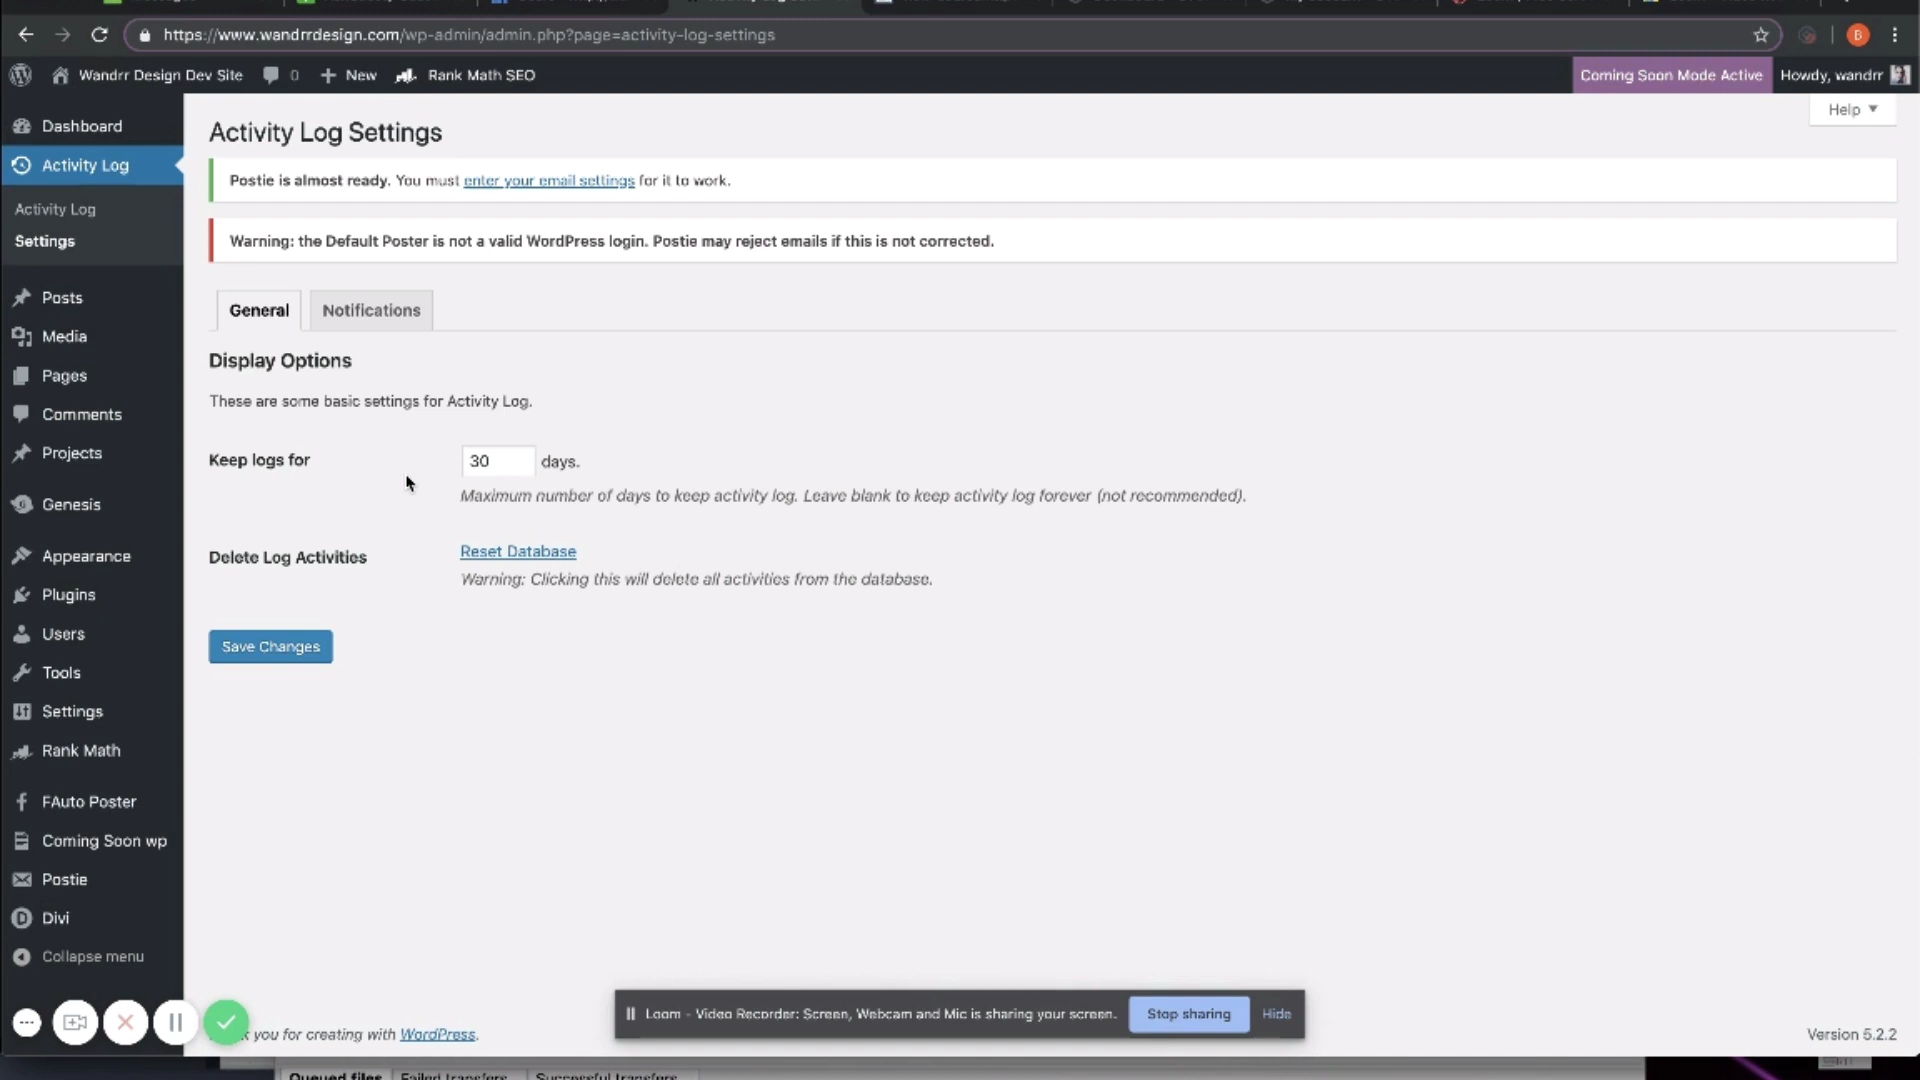 https://www.wandrrdesign.com/wp-admin/admin.php?page=activity-log-settings
B
Wandrr Design Dev Site 0 New Rank Math SEO Coming Soon Mode Active Howdy, wandrr
Help
Dashboard
Activity Log
Activity Log
Settings
Posts
Media
Pages
Comments
Projects
Genesis
Appearance
Plugins
Users
Tools
Settings
Rank Math
FAuto Poster
Coming Soon wp
Postie
Divi
Collapse menu
Activity Log Settings
Postie is almost ready. You must enter your email settings for it to work.
Warning: the Default Poster is not a valid WordPress login. Postie may reject emails if this is not corrected.
General Notifications
Display Options
These are some basic settings for Activity Log.
Keep logs for 30 days.
Maximum number of days to keep activity log. Leave blank to keep activity log forever (not recommended).
Delete Log Activities Reset Database
Warning: Clicking this will delete all activities from the database.
Save Changes
Loom - Video Recorder: Screen, Webcam and Mic is sharing your screen. Stop sharing Hide
you for creating with WordPress.
Version 5.2.2
Queued files Failed transfers Successful transfers